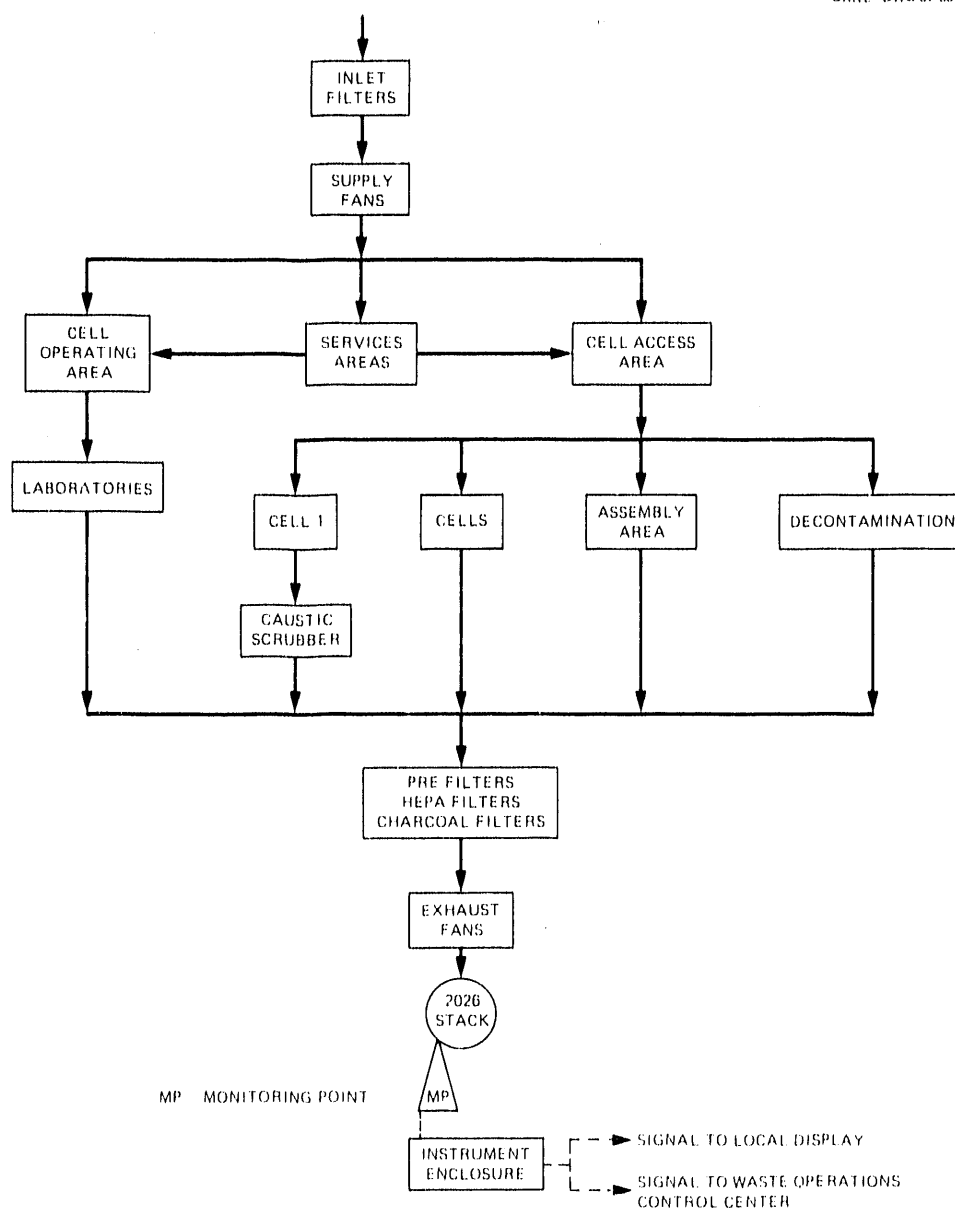 INLET
FILTERS
SUPPLY
FANS
CELL
OPERATING
AREA
SERVICES
AREAS
CELL ACCESS
AREA
LABORATORIES
CELL 1
CELLS
ASSEMBLY
AREA
DECONTAMINATION
CAUSTIC
SCRUBBER
PRE FILTERS
HEPA FILTERS
CHARCOAL FILTERS
EXHAUST
FANS
2026
STACK
MP
MP MONITORING POINT
INSTRUMENT
ENCLOSURE
SIGNAL TO LOCAL DISPLAY
SIGNAL TO WASTE OPERATIONS
CONTROL CENTER